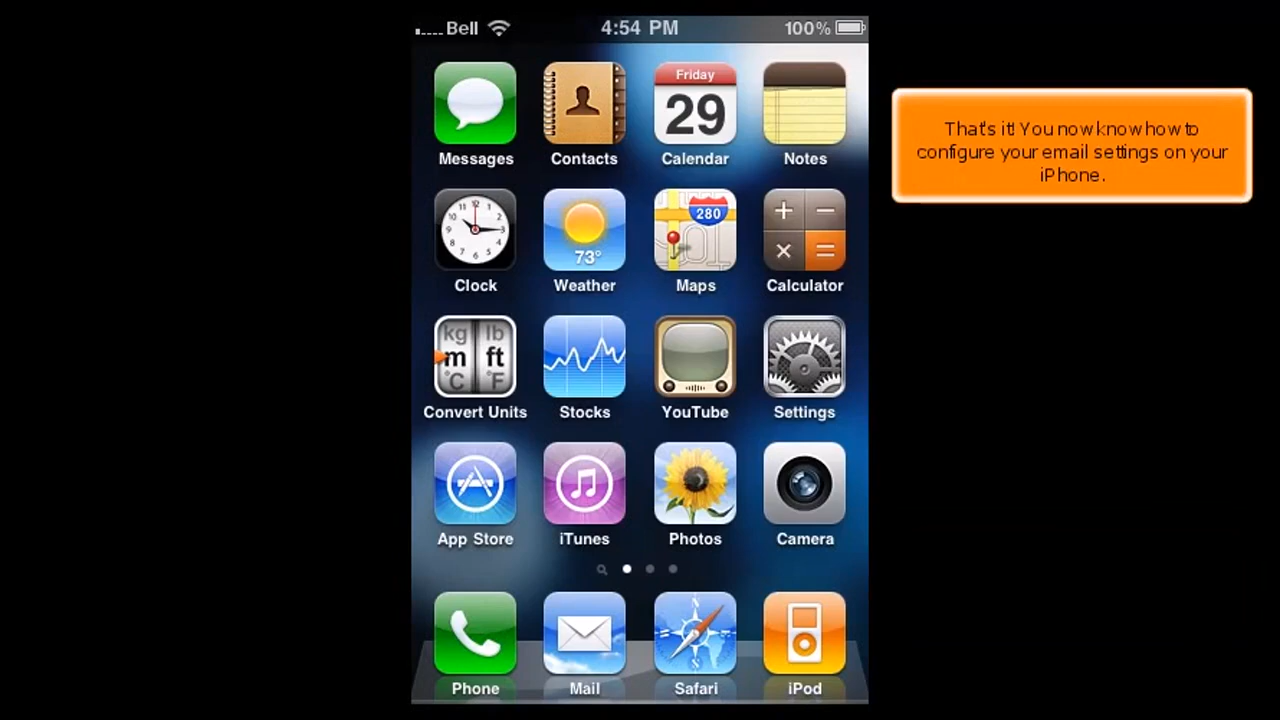 Bell 4:54 PM 100%
Friday
29
Messages Contacts Calendar Notes
280
73°
Clock Weather Maps Calculator
kg lb
m ft
°C °F
Convert Units Stocks YouTube Settings
App Store iTunes Photos Camera
Phone Mail Safari iPod
That's it! You now know how to
configure your email settings on your
iPhone.